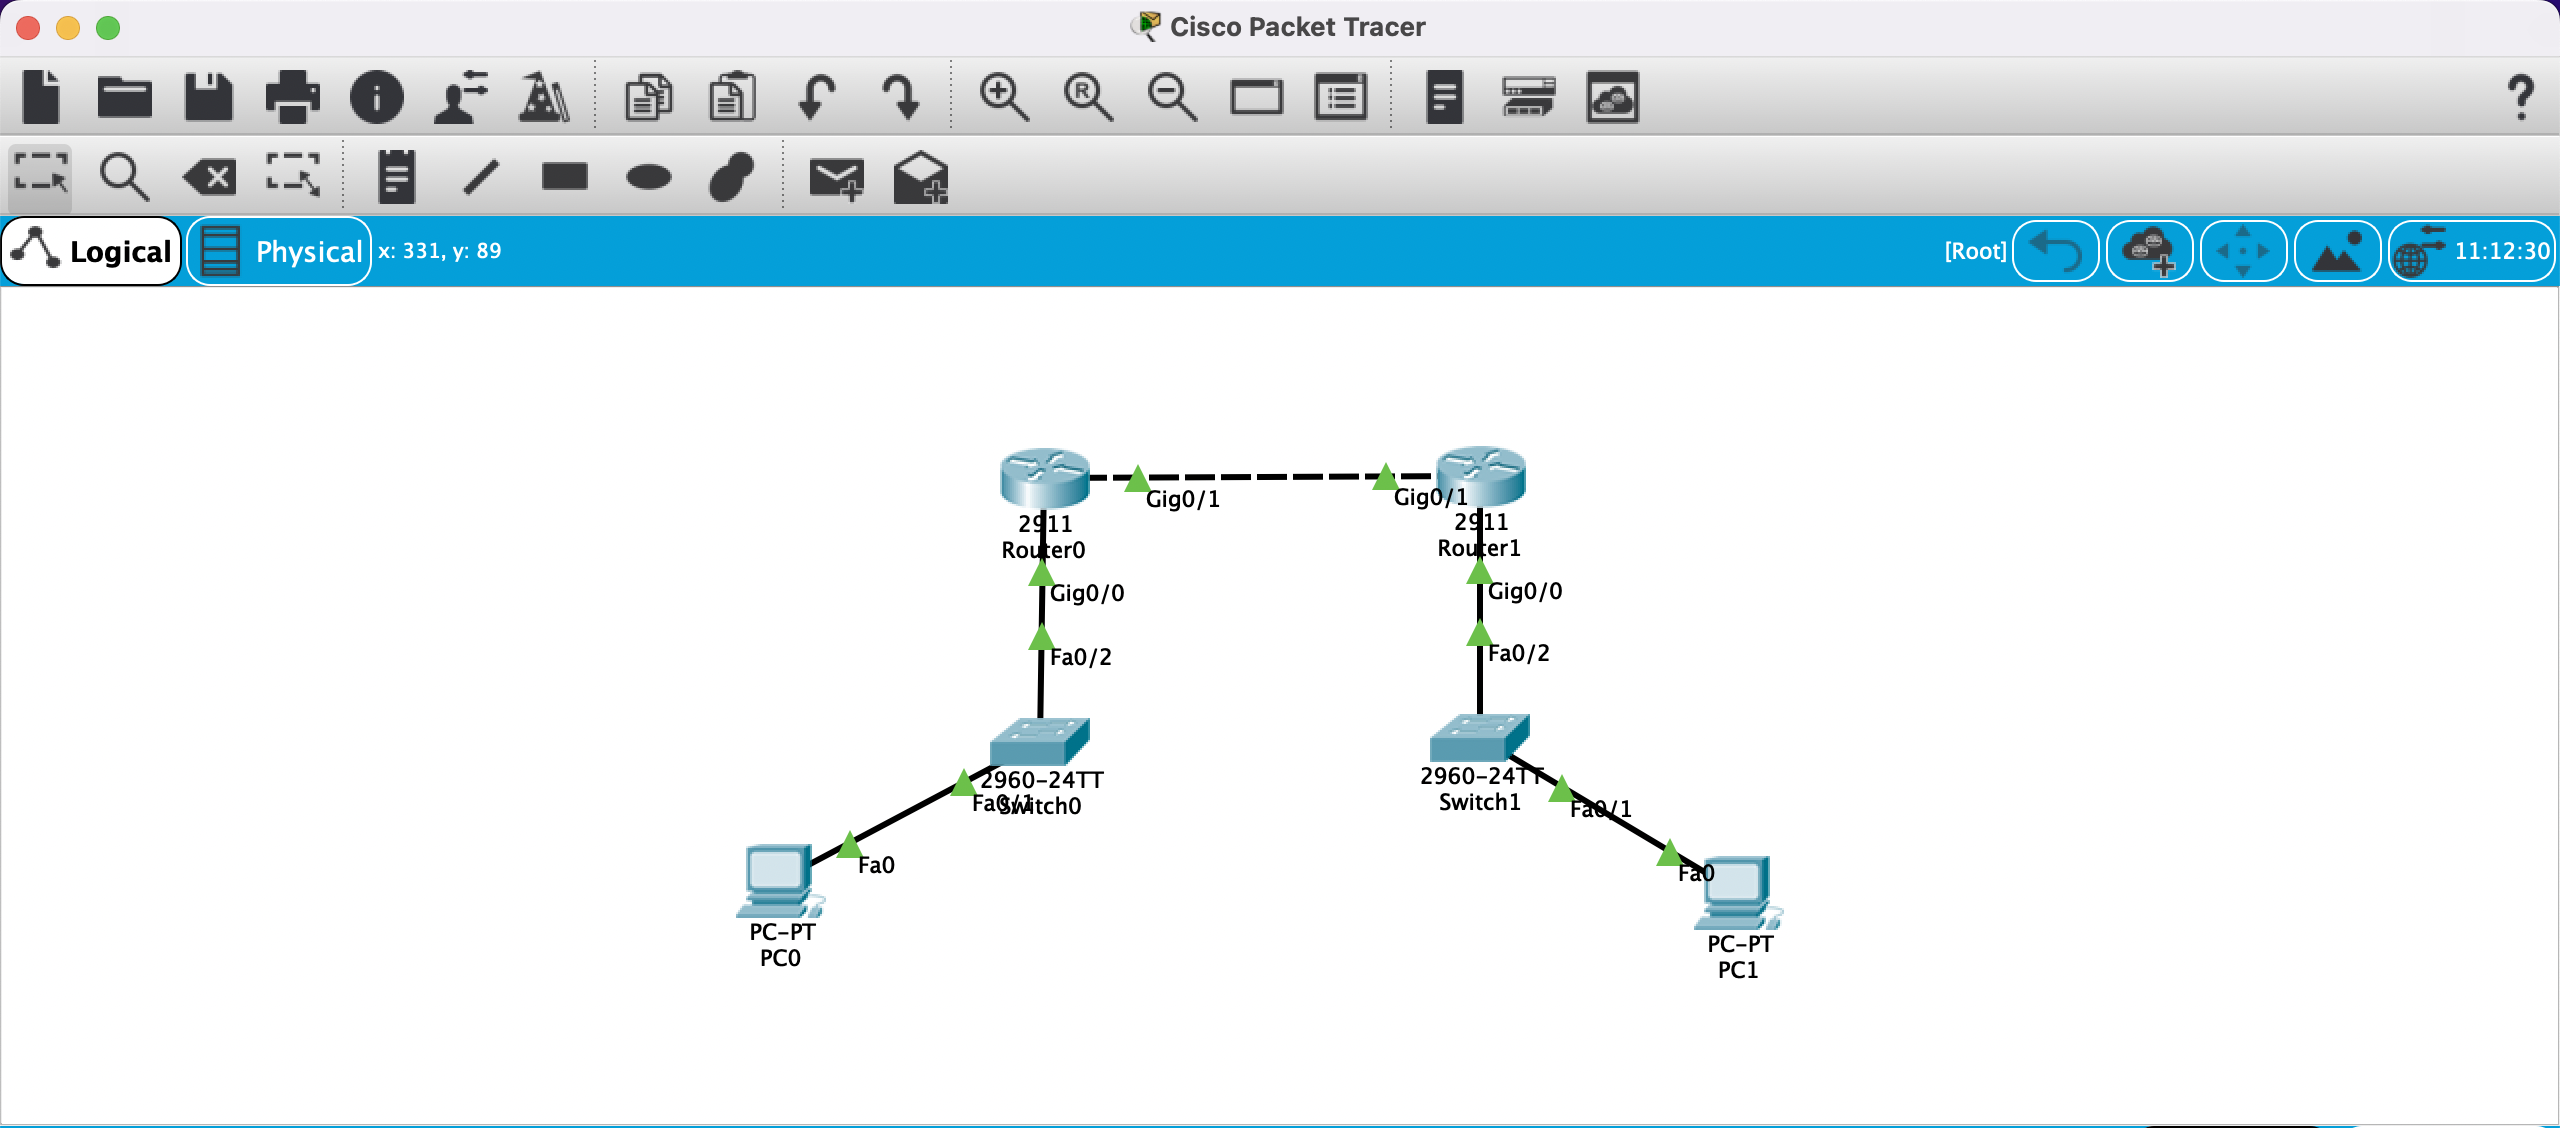 Cisco Packet Tracer
Logical
Physical
x: 331, y: 89
[Root]
11:12:30
2911
Router0
Gig0/1
Gig0/1
2911
Router1
Gig0/0
Fa0/2
Gig0/0
Fa0/2
2960-24TT
Switch0
Fa0/1
Fa0
PC-PT
PC0
2960-24TT
Switch1
Fa0/1
Fa0
PC-PT
PC1